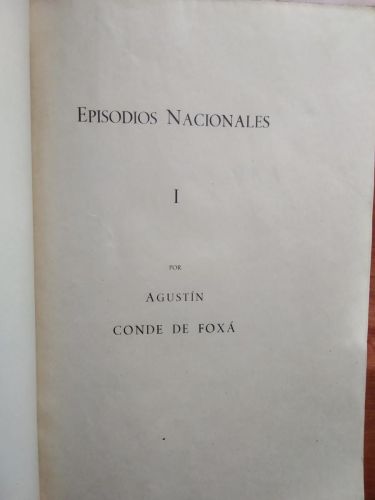 EPISODIOS NACIONALES
I
POR
AGUSTÍN
CONDE DE FOXÁ